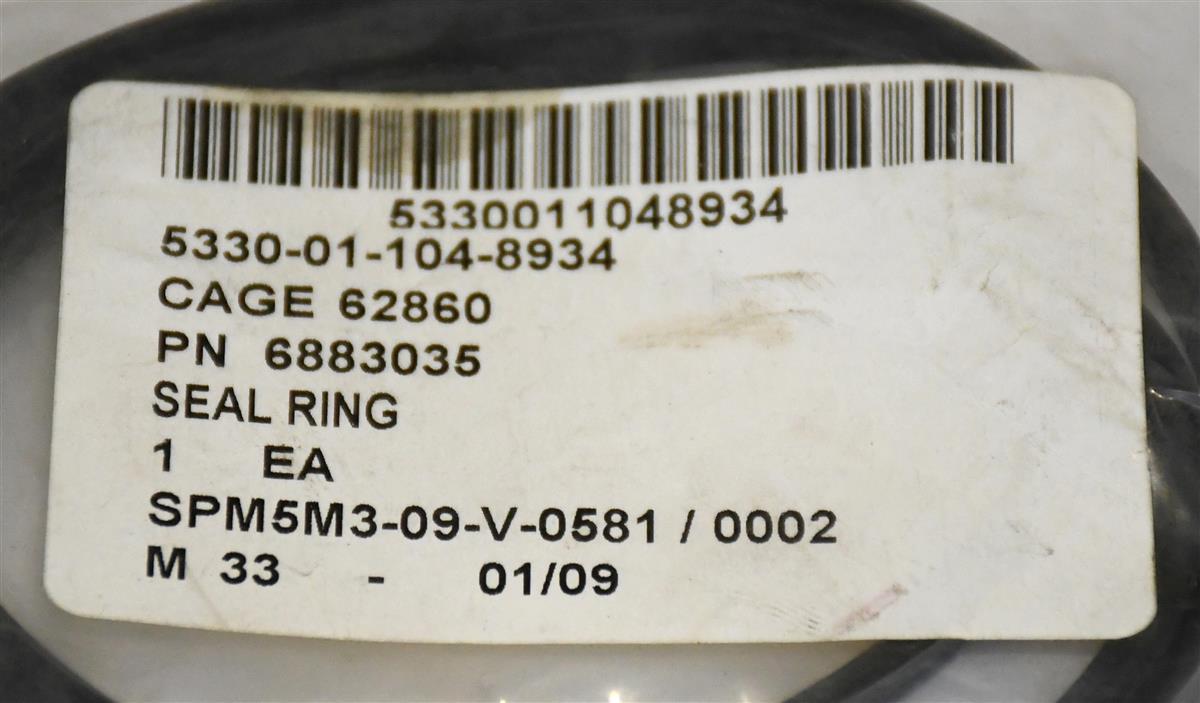 5330011048934
5330-01-104-8934
CAGE 62860
PN 6883035
SEAL RING
1 EA
SPM5M3-09-V-0581 / 0002
M 33 - 01/09